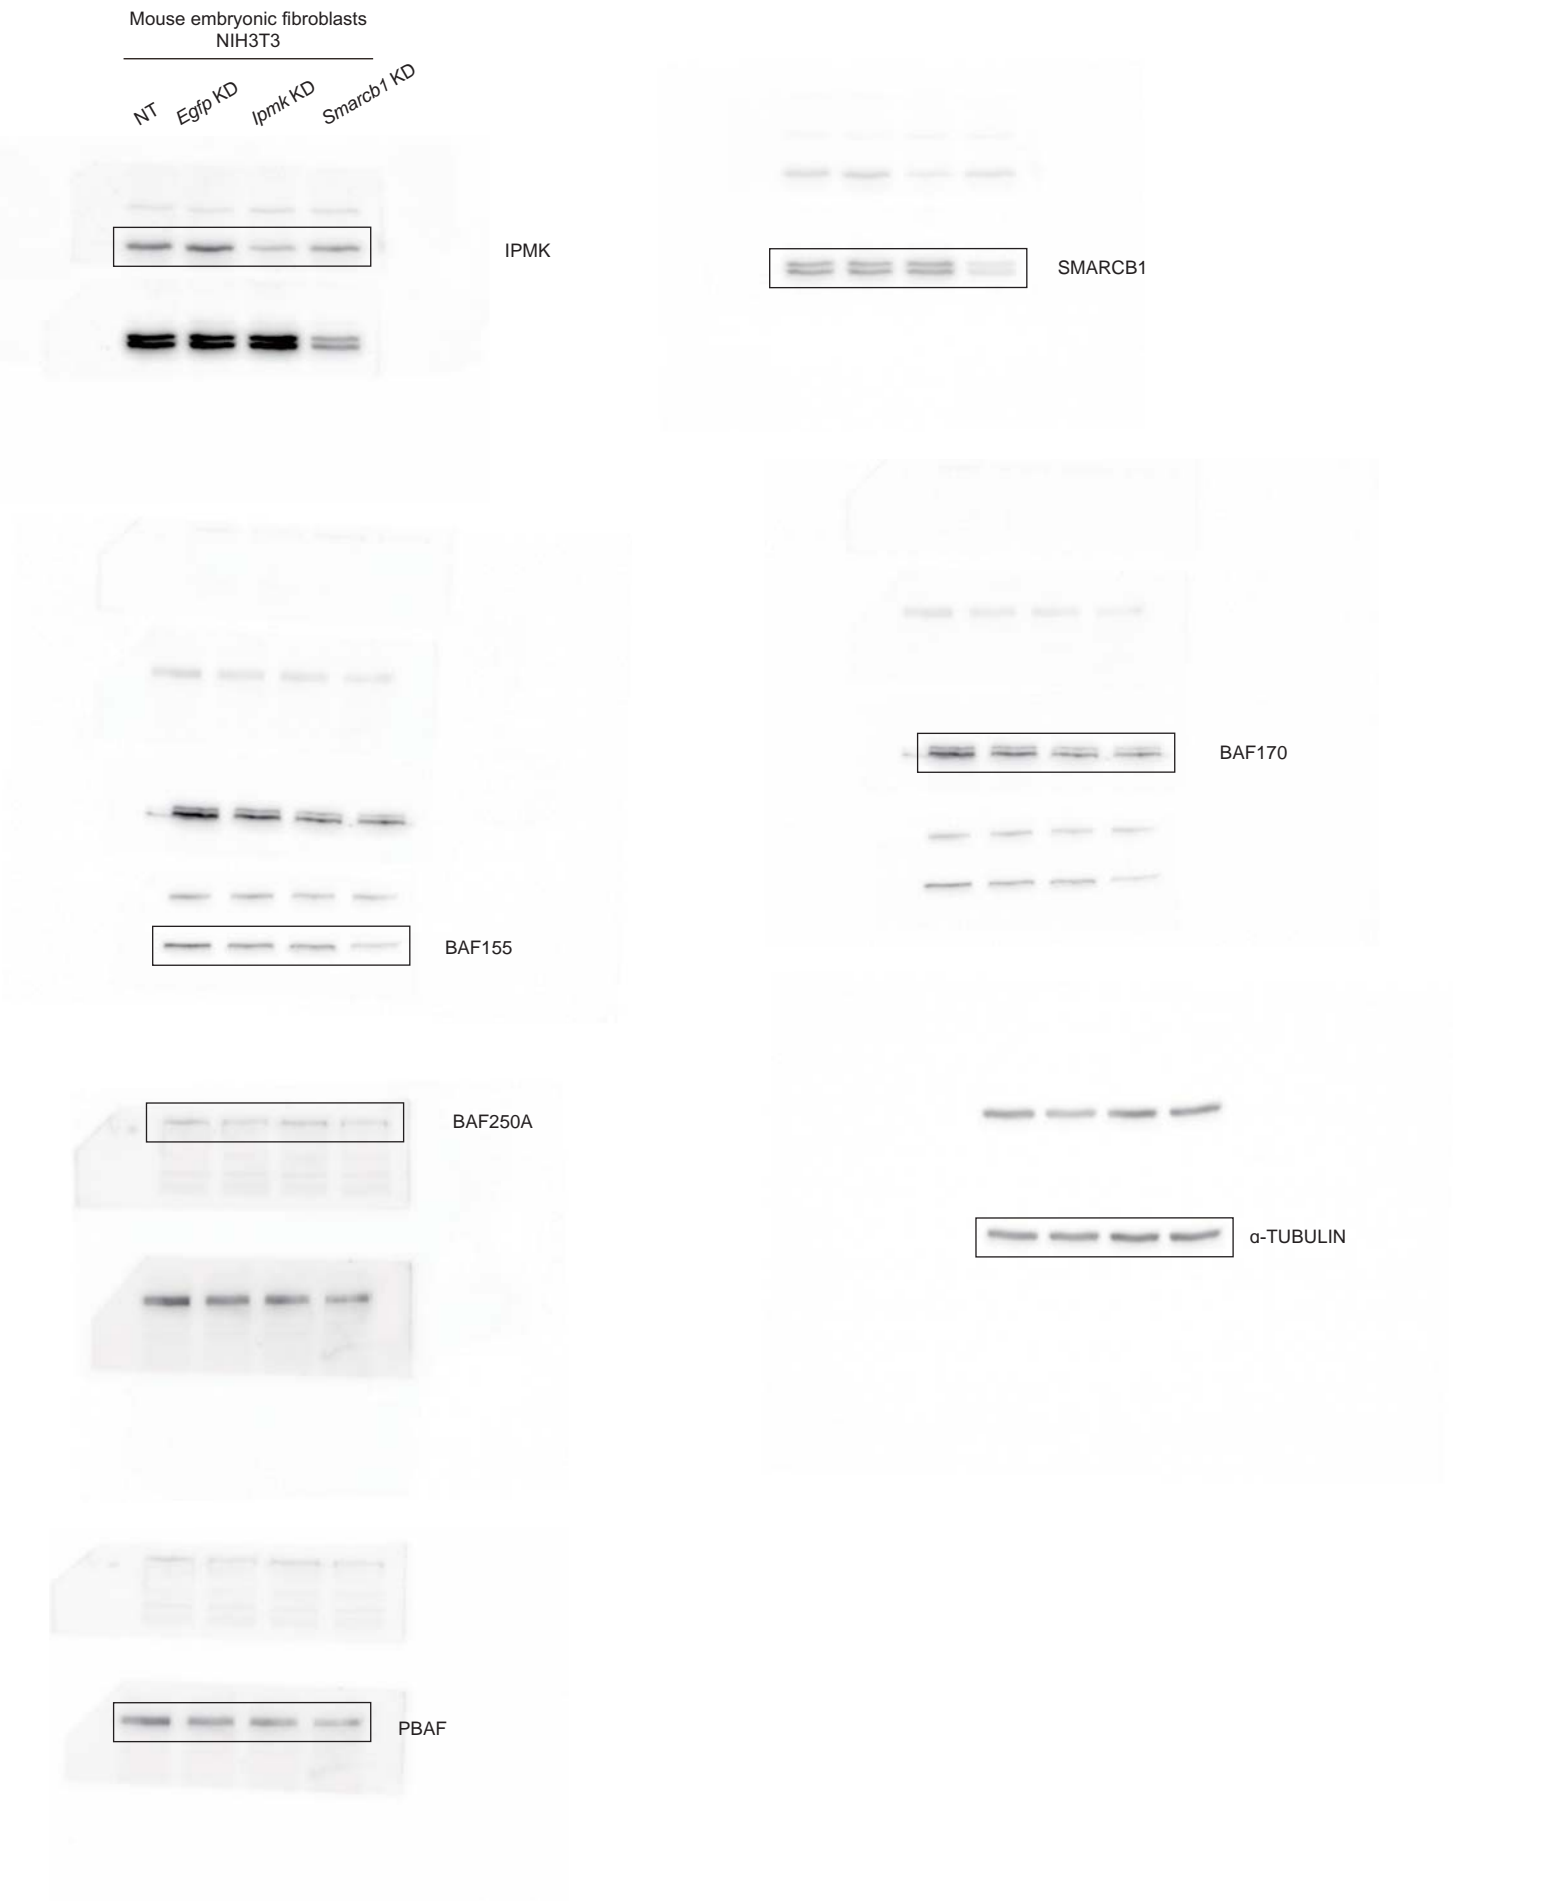 Mouse embryonic fibroblasts
NIH3T3
NT
Egfp KD
Ipmk KD
Smarcb1 KD
IPMK
SMARCB1
BAF170
BAF155
BAF250A
α-TUBULIN
PBAF